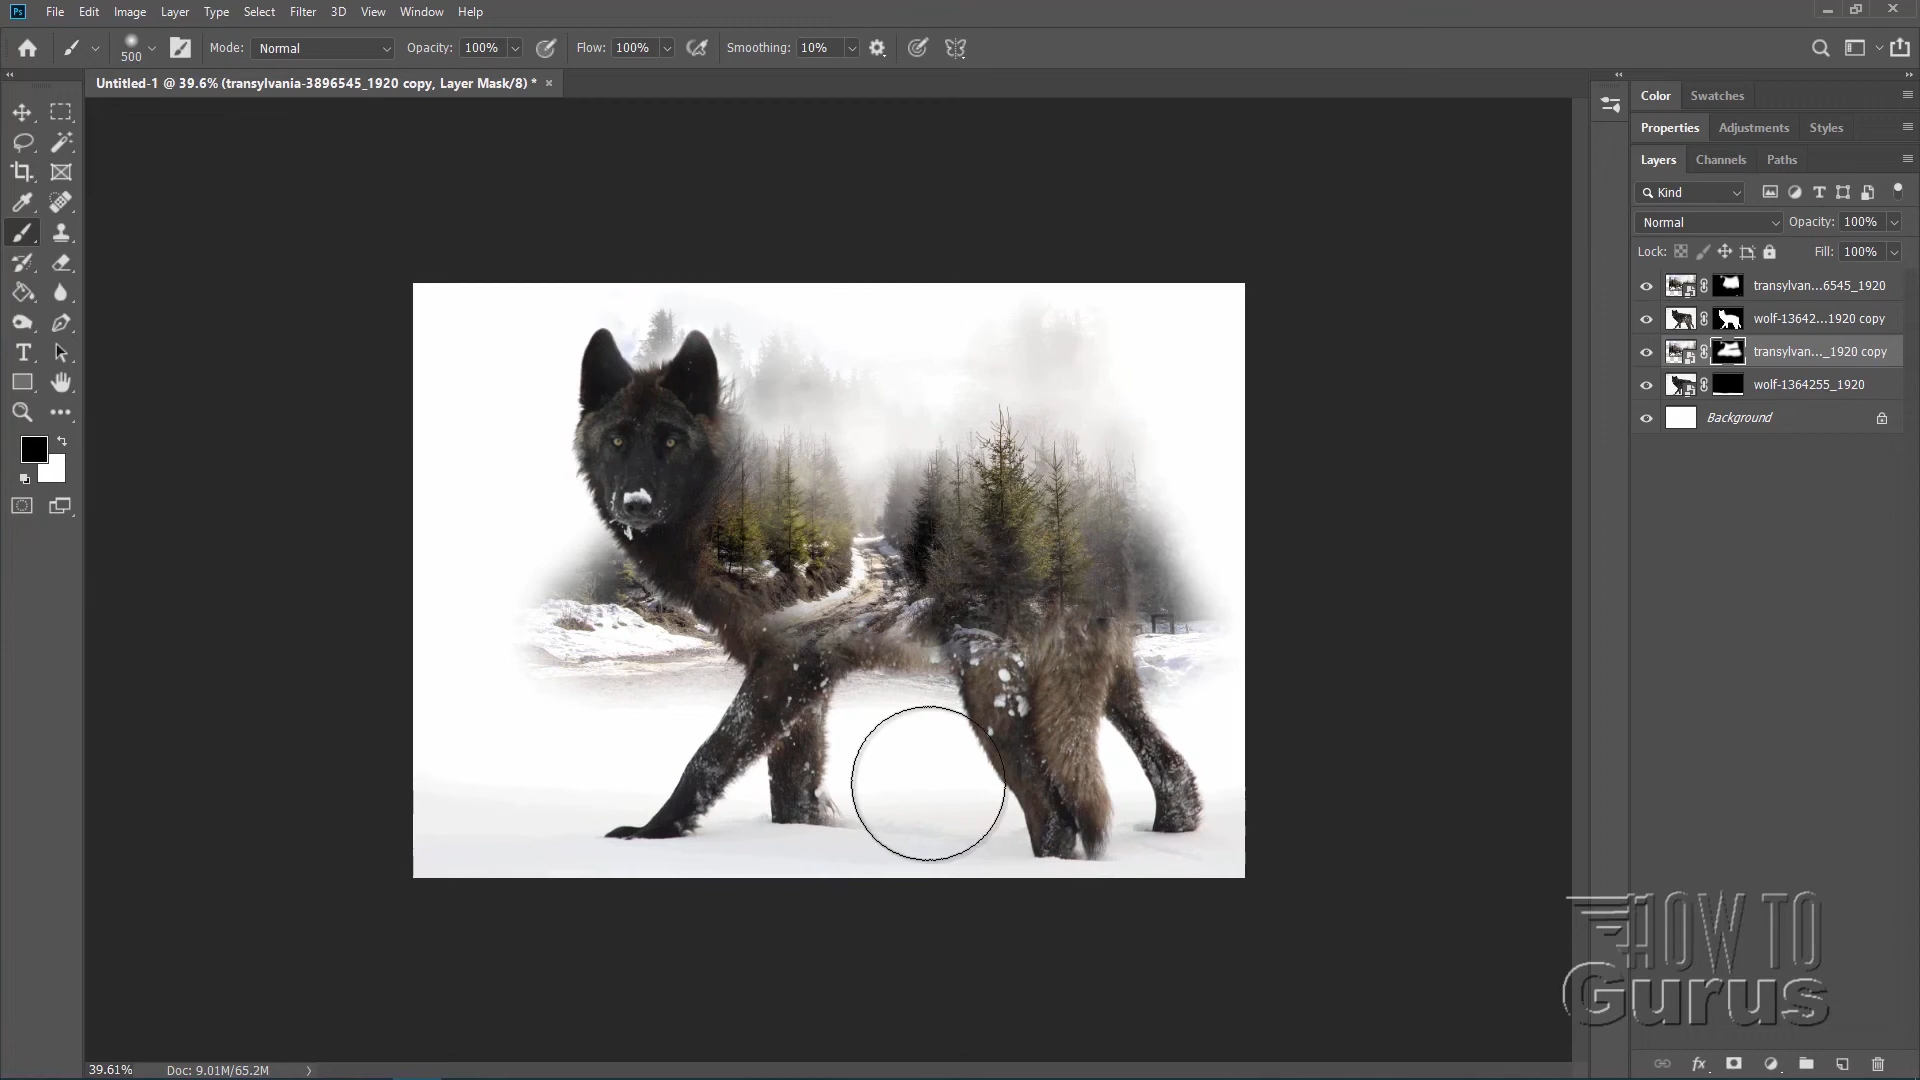 Ps File Edit Image Layer Type Select Filter 3D View Window Help
500 Mode: Normal Opacity: 100% Flow: 100% Smoothing: 10%
Untitled-1 @ 39.6% (transylvania-3896545_1920 copy, Layer Mask/8) * ×
Color Swatches
Properties Adjustments Styles
Layers Channels Paths
Kind
Normal Opacity: 100%
Lock: Fill: 100%
transylvan...6545_1920
wolf-13642...1920 copy
transylvan..._1920 copy
wolf-1364255_1920
Background
HOW TO
Gurus
39.61% Doc: 9.01M/65.2M
fx